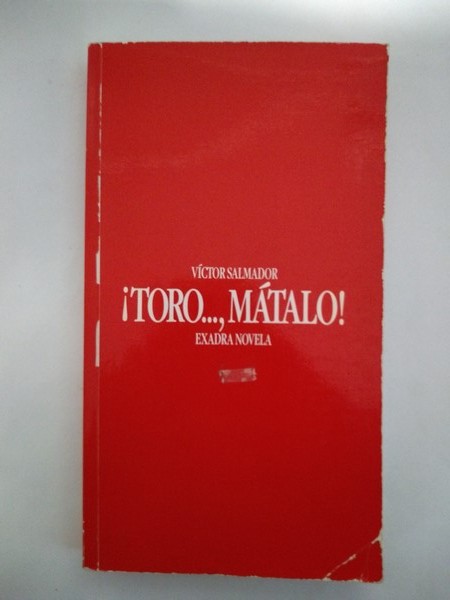 VÍCTOR SALMADOR
¡TORO..., MÁTALO!
EXADRA NOVELA